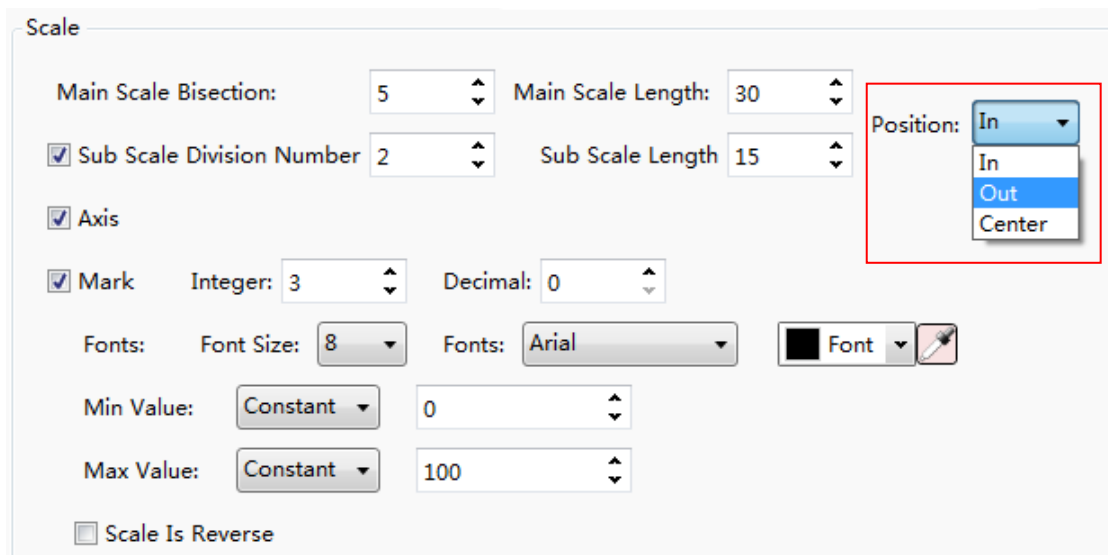 Scale
Main Scale Bisection: 5 Main Scale Length: 30
Position: In
Sub Scale Division Number 2 Sub Scale Length 15
In
Out
Center
Axis
Mark Integer: 3 Decimal: 0
Fonts: Font Size: 8 Fonts: Arial Font
Min Value: Constant 0
Max Value: Constant 100
Scale Is Reverse